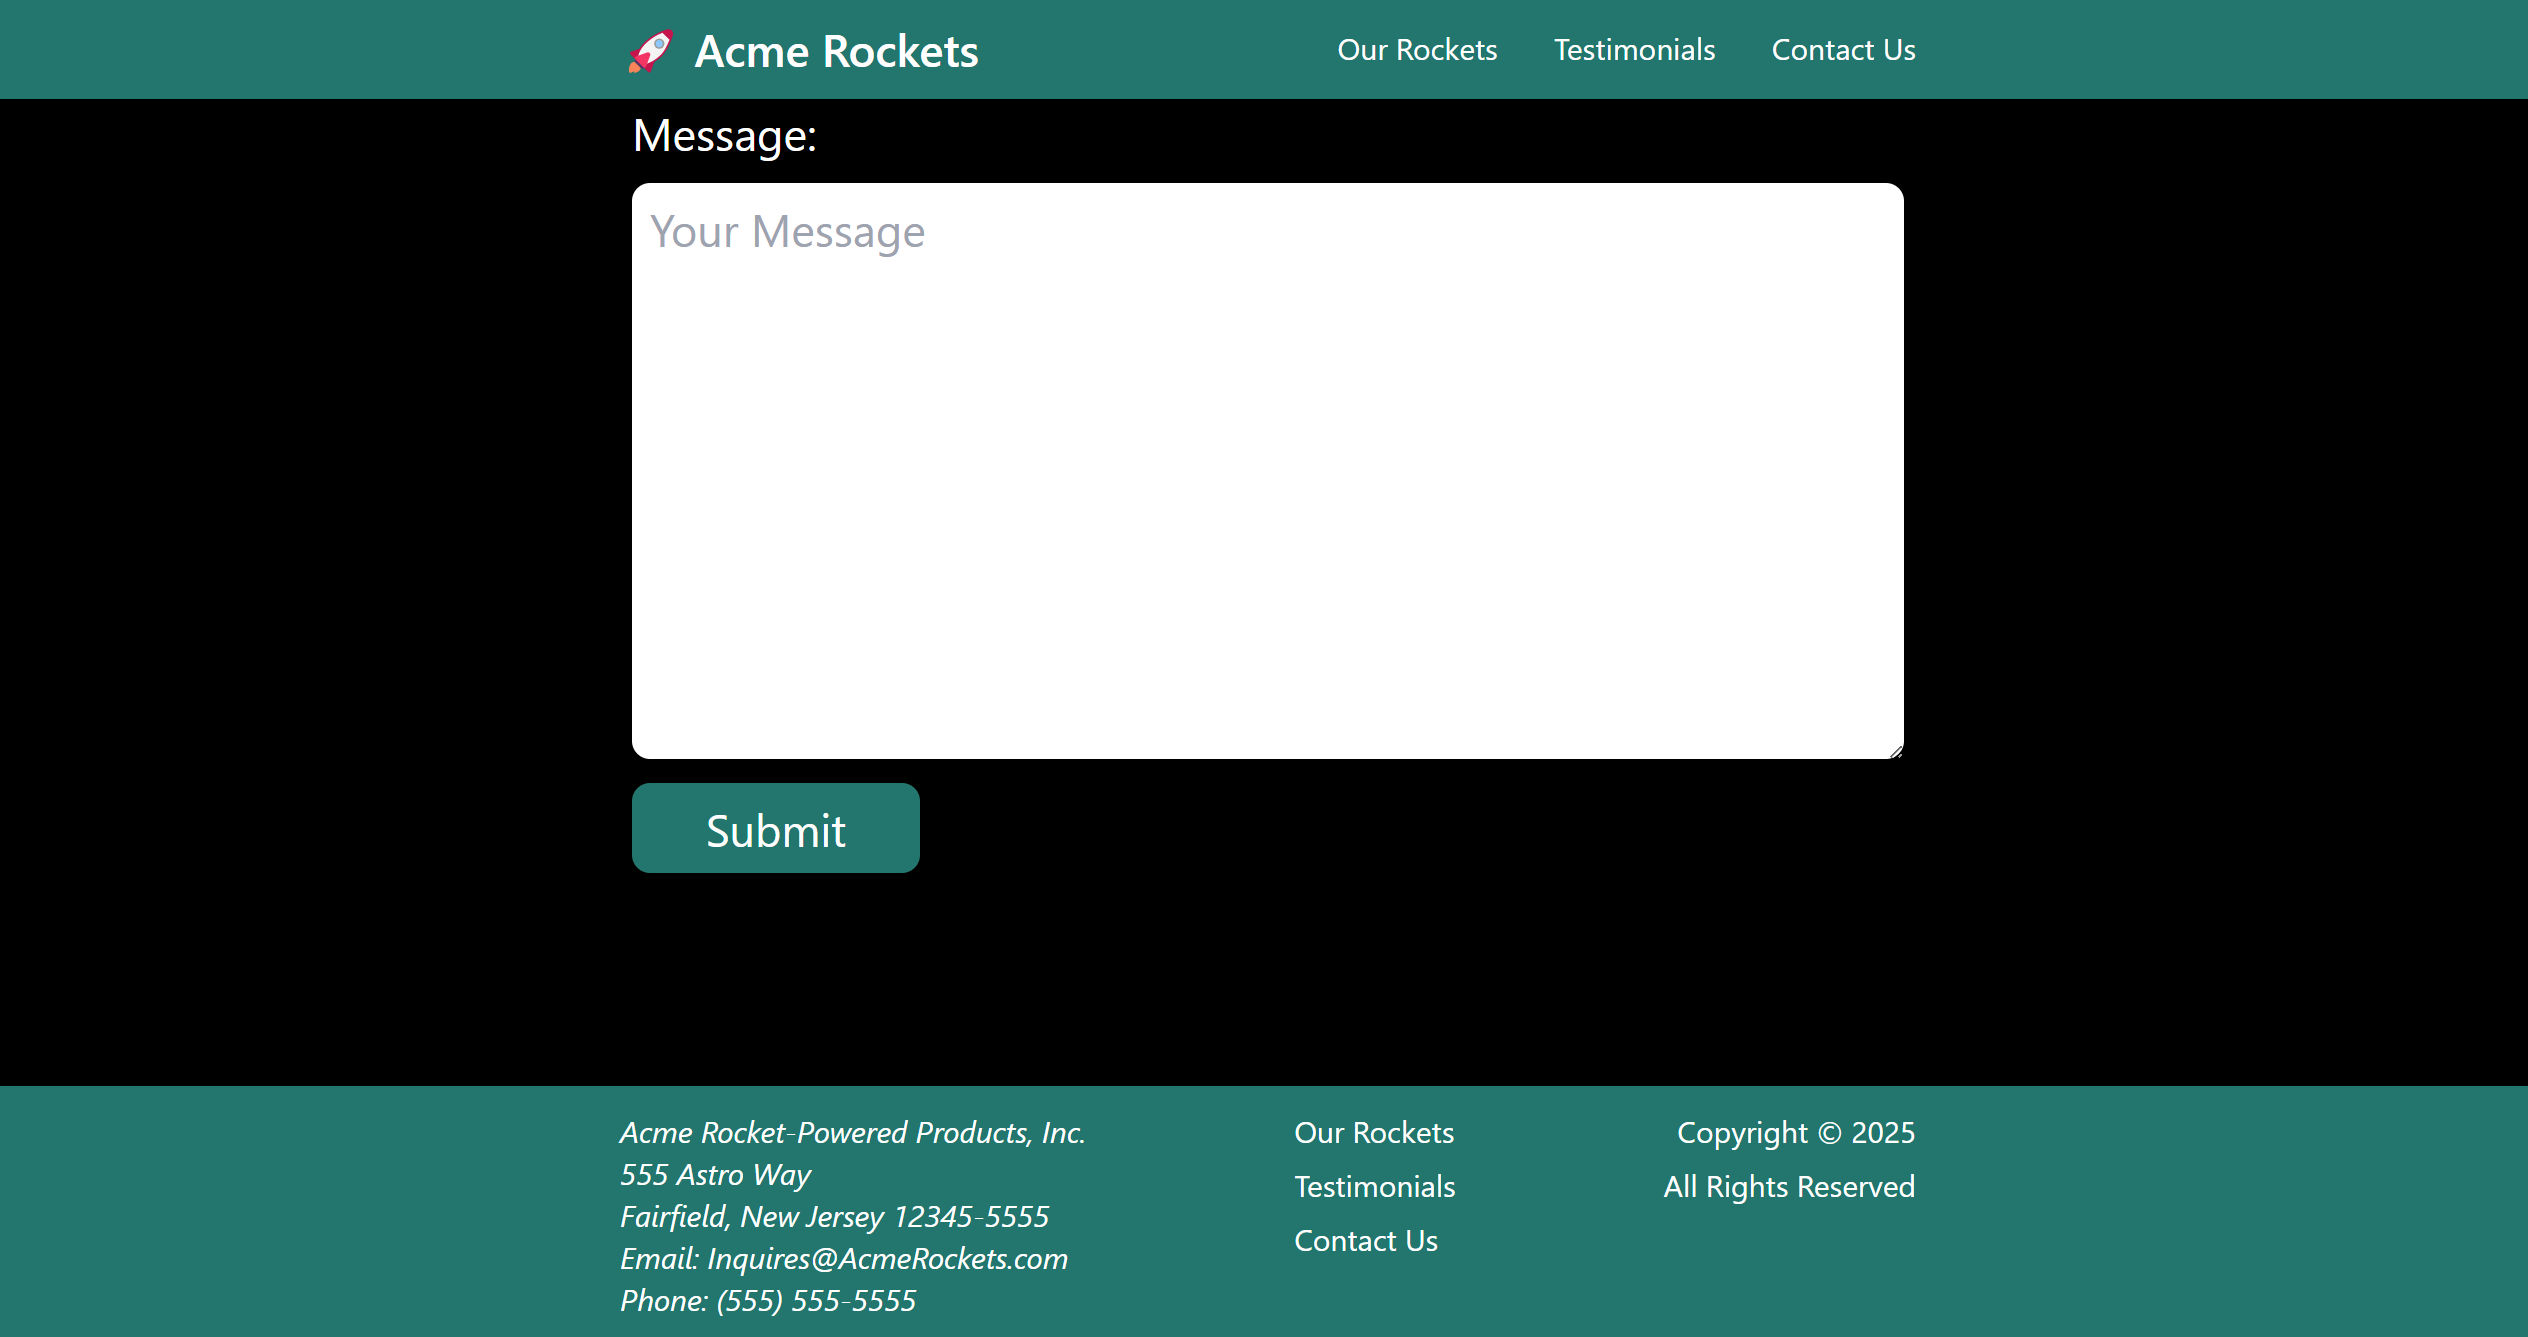 Acme Rockets
Our Rockets Testimonials Contact Us
Message:
Your Message
Submit
Acme Rocket-Powered Products, Inc.
555 Astro Way
Fairfield, New Jersey 12345-5555
Email: Inquires@AcmeRockets.com
Phone: (555) 555-5555
Our Rockets
Testimonials
Contact Us
Copyright © 2025
All Rights Reserved